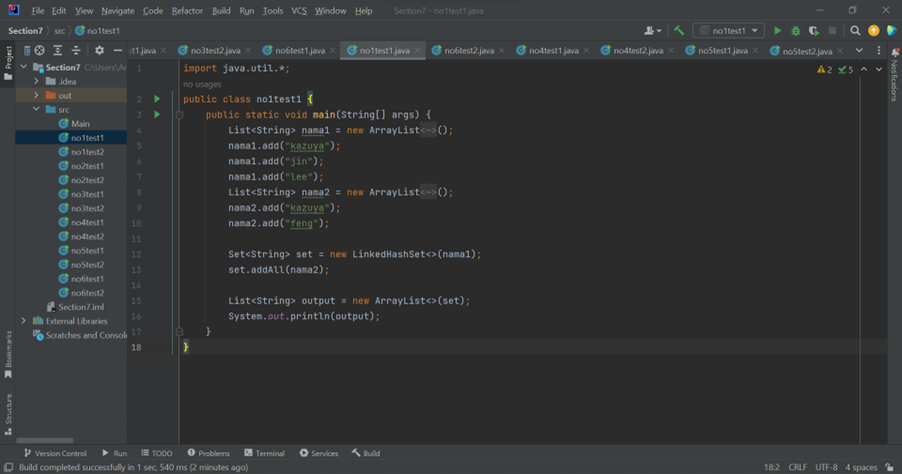 File Edit View Navigate Code Refactor Build Run Tools VCS Window Help Section7 - no1test1.java
Section7 src no1test1 no1test1
Project st1.java no3test2.java no6test1.java no1test1.java no6test2.java no4test1.java no4test2.java no5test1.java no5test2.java
Notifications
Section7
.idea
out
src
Main
no1test1
no1test2
no2test1
no2test2
no3test1
no3test2
no4test1
no4test2
no5test1
no5test2
no6test1
no6test2
Section7.iml
External Libraries
Scratches and Consol
2 5
1 import java.util.*;
no usages
2 public class no1test1 {
3 public static void main(String[] args) {
4 List<String> nama1 = new ArrayList<~>();
5 nama1.add("kazuya");
6 nama1.add("jin");
7 nama1.add("lee");
8 List<String> nama2 = new ArrayList<~>();
9 nama2.add("kazuya");
10 nama2.add("feng");
11
12 Set<String> set = new LinkedHashSet<>(nama1);
13 set.addAll(nama2);
14
15 List<String> output = new ArrayList<>(set);
16 System.out.println(output);
17 }
18 }
Bookmarks
Structure
Version Control Run TODO Problems Terminal Services Build
Build completed successfully in 1 sec, 540 ms (2 minutes ago) 18:2 CRLF UTF-8 4 spaces